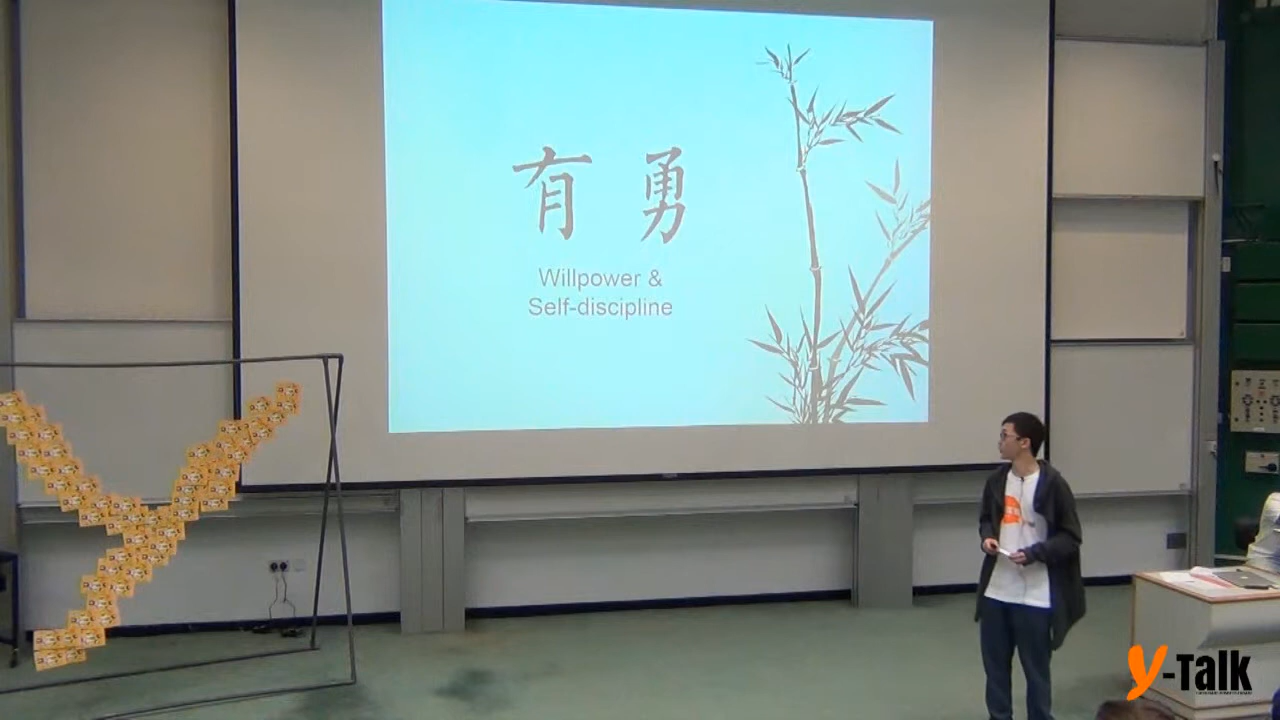 有 勇
Willpower &
Self-discipline
Y-Talk